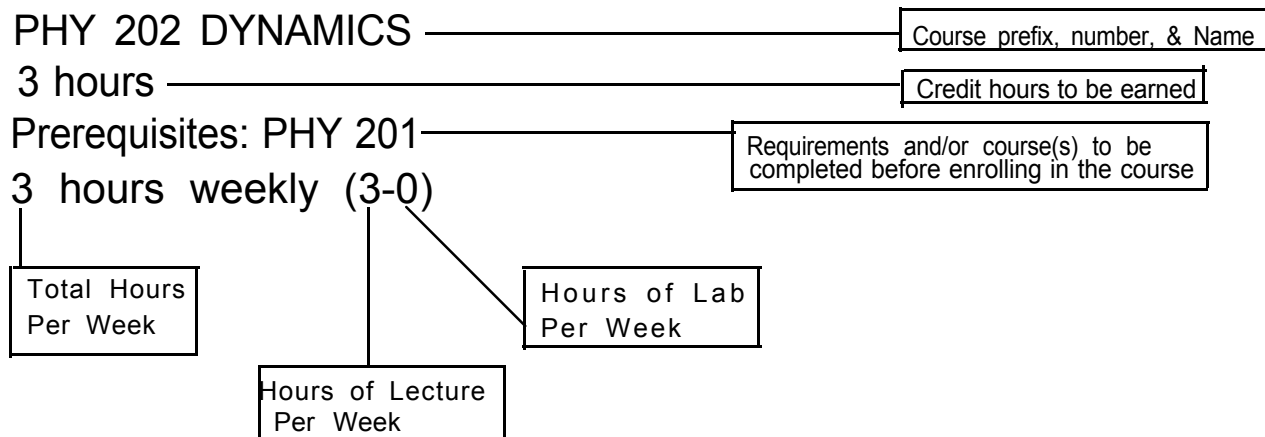 PHY 202 DYNAMICS
Course prefix, number, & Name
3 hours
Credit hours to be earned
Prerequisites: PHY 201
Requirements and/or course(s) to be
completed before enrolling in the course
3 hours weekly (3-0)
Total Hours
Per Week
Hours of Lab
Per Week
Hours of Lecture
Per Week